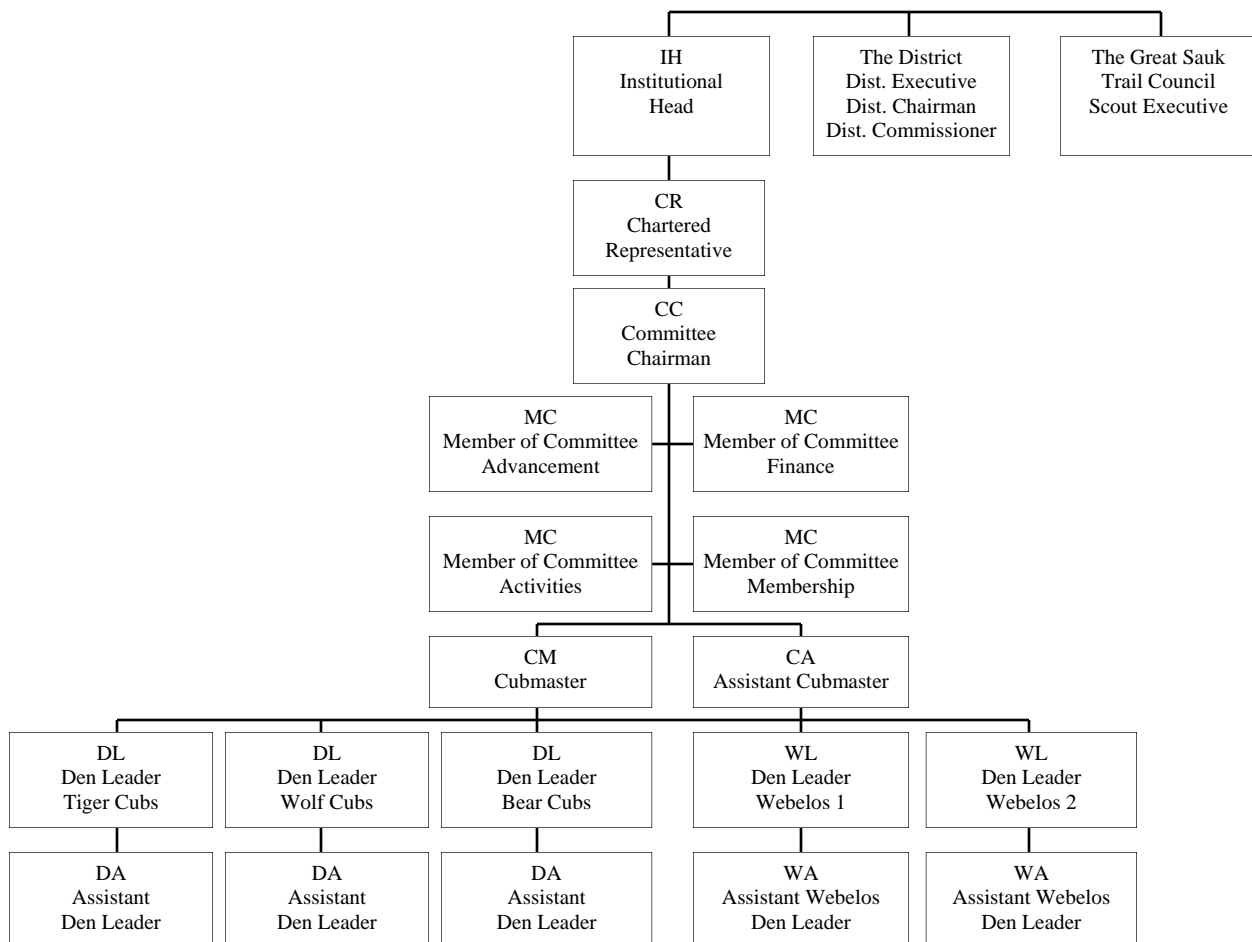 IH
Institutional
Head
The District
Dist. Executive
Dist. Chairman
Dist. Commissioner
The Great Sauk
Trail Council
Scout Executive
CR
Chartered
Representative
CC
Committee
Chairman
MC
Member of Committee
Advancement
MC
Member of Committee
Finance
MC
Member of Committee
Activities
MC
Member of Committee
Membership
CM
Cubmaster
CA
Assistant Cubmaster
DL
Den Leader
Tiger Cubs
DL
Den Leader
Wolf Cubs
DL
Den Leader
Bear Cubs
WL
Den Leader
Webelos 1
WL
Den Leader
Webelos 2
DA
Assistant
Den Leader
DA
Assistant
Den Leader
DA
Assistant
Den Leader
WA
Assistant Webelos
Den Leader
WA
Assistant Webelos
Den Leader